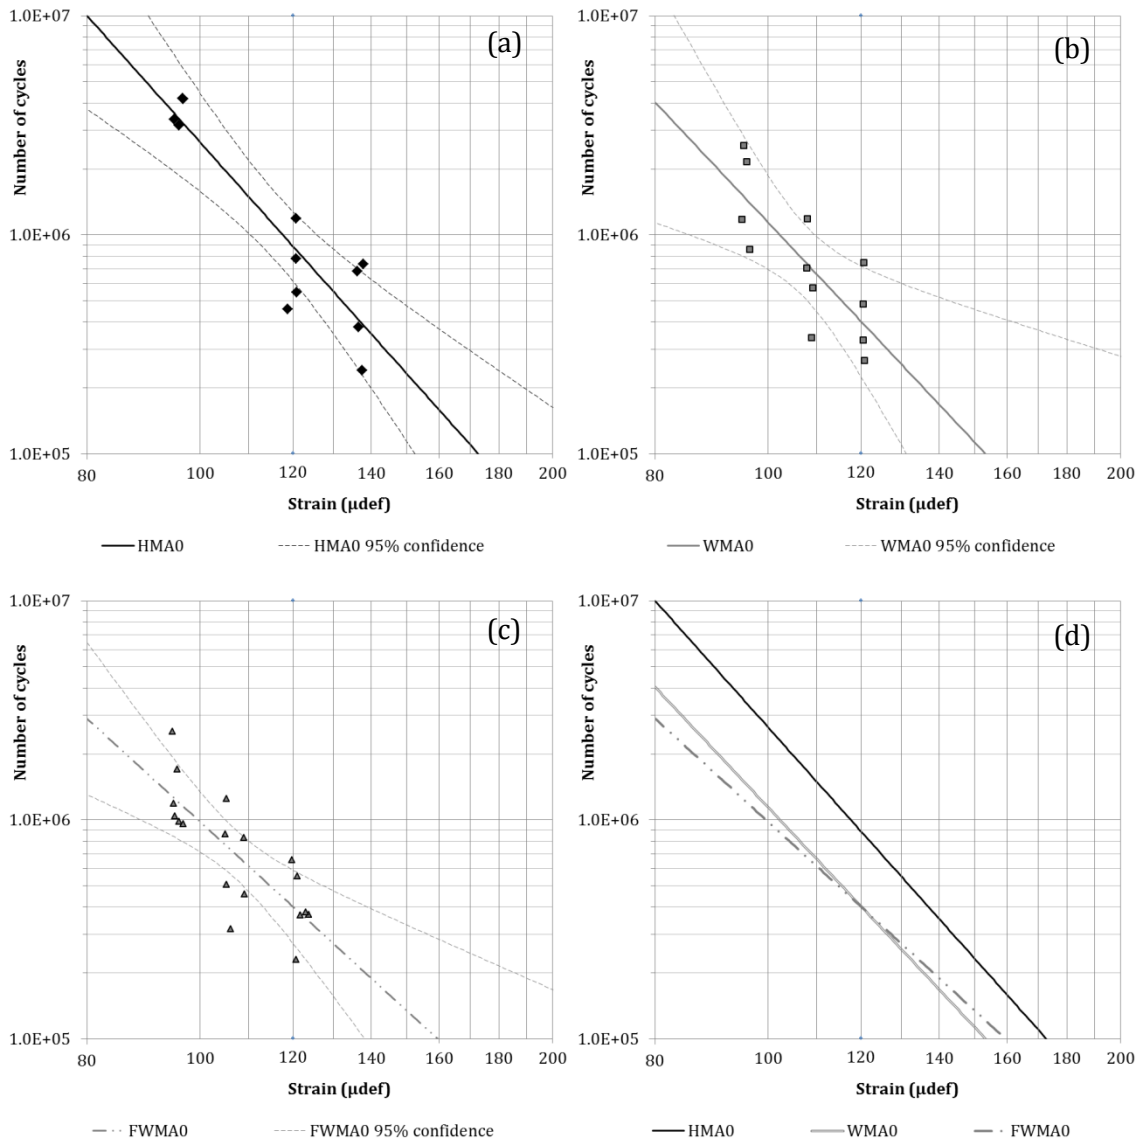 (a)
Number of cycles
1.0E+07
1.0E+06
1.0E+05
80 100 120 140 160 180 200
Strain (μdef)
HMA0 HMA0 95% confidence
(b)
Number of cycles
1.0E+07
1.0E+06
1.0E+05
80 100 120 140 160 180 200
Strain (μdef)
WMA0 WMA0 95% confidence
(c)
Number of cycles
1.0E+07
1.0E+06
1.0E+05
80 100 120 140 160 180 200
Strain (μdef)
FWMA0 FWMA0 95% confidence
(d)
Number of cycles
1.0E+07
1.0E+06
1.0E+05
80 100 120 140 160 180 200
Strain (μdef)
HMA0 WMA0 FWMA0